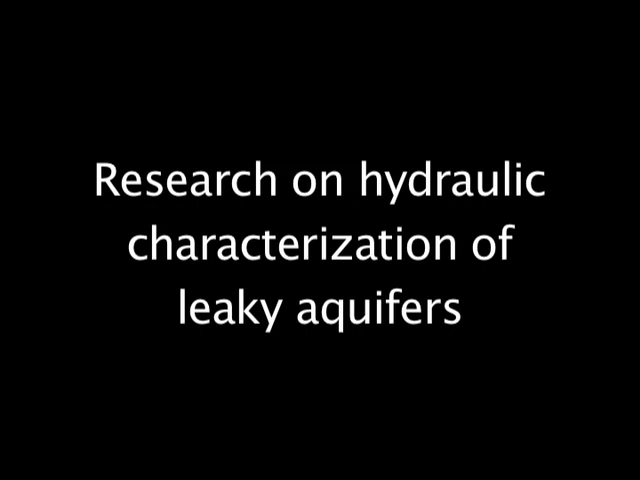 Research on hydraulic
characterization of
leaky aquifers